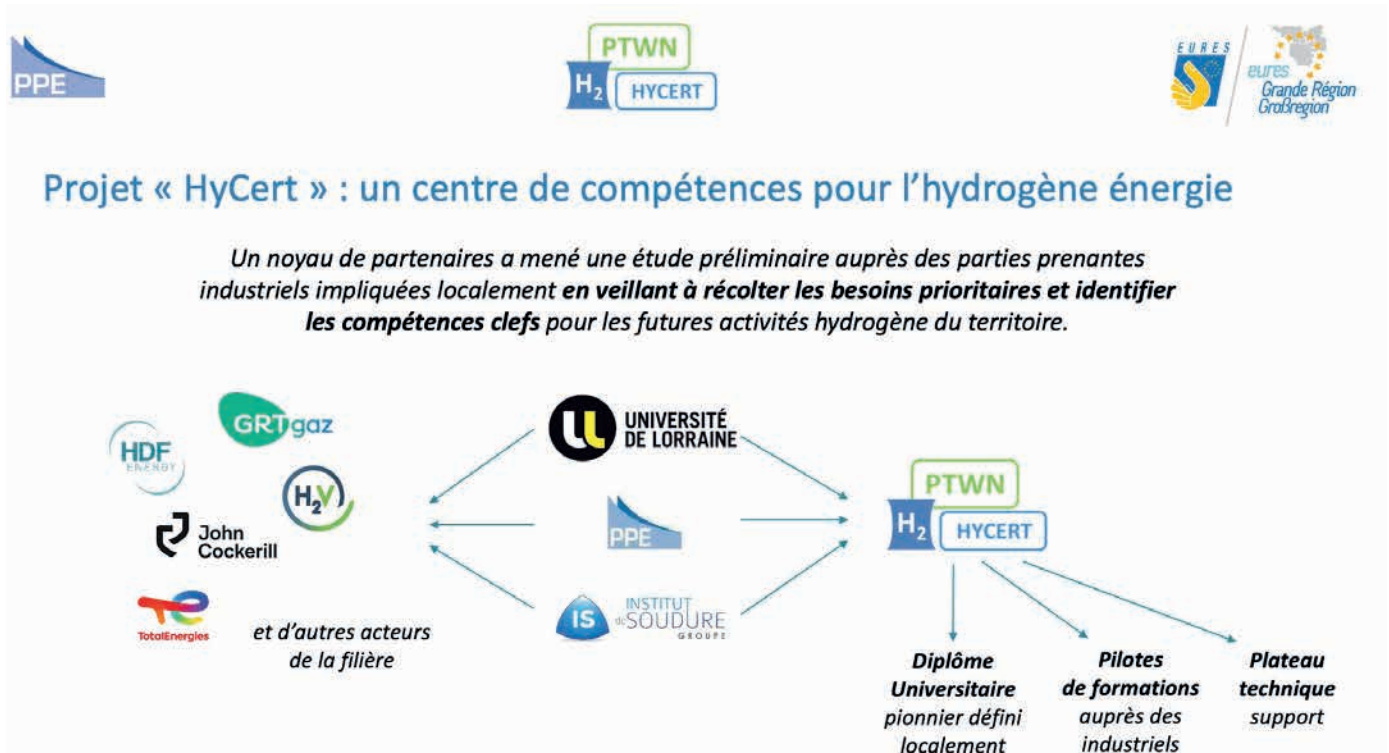 PPE
PTWN
H2 HYCERT
EURES
eures
Grande Région
Großregion
Projet « HyCert » : un centre de compétences pour l’hydrogène énergie
Un noyau de partenaires a mené une étude préliminaire auprès des parties prenantes
industriels impliquées localement en veillant à récolter les besoins prioritaires et identifier
les compétences clefs pour les futures activités hydrogène du territoire.
GRTgaz
HDF
ENERGY
H2V
John
Cockerill
TotalEnergies
et d’autres acteurs
de la filière
UNIVERSITÉ
DE LORRAINE
PPE
IS
INSTITUT
de SOUDURE
GROUPE
PTWN
H2 HYCERT
Diplôme
Universitaire
pionnier défini
localement
Pilotes
de formations
auprès des
industriels
Plateau
technique
support